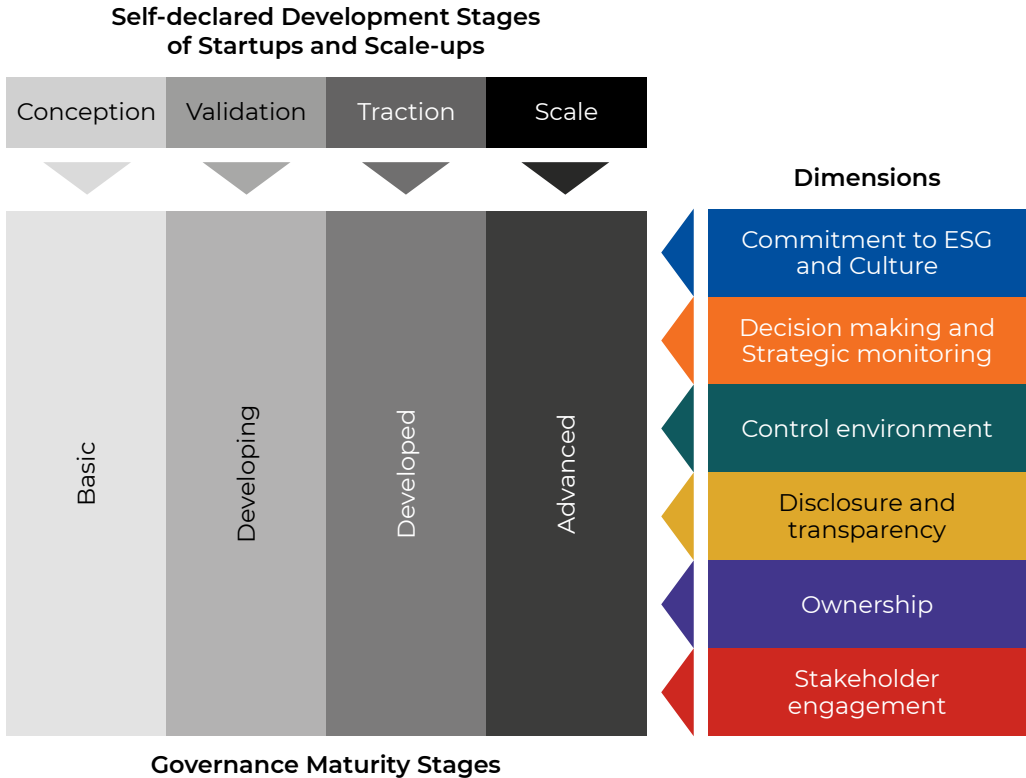 Self-declared Development Stages
of Startups and Scale-ups
Conception
Validation
Traction
Scale
Basic
Developing
Developed
Advanced
Governance Maturity Stages
Dimensions
Commitment to ESG
and Culture
Decision making and
Strategic monitoring
Control environment
Disclosure and
transparency
Ownership
Stakeholder
engagement